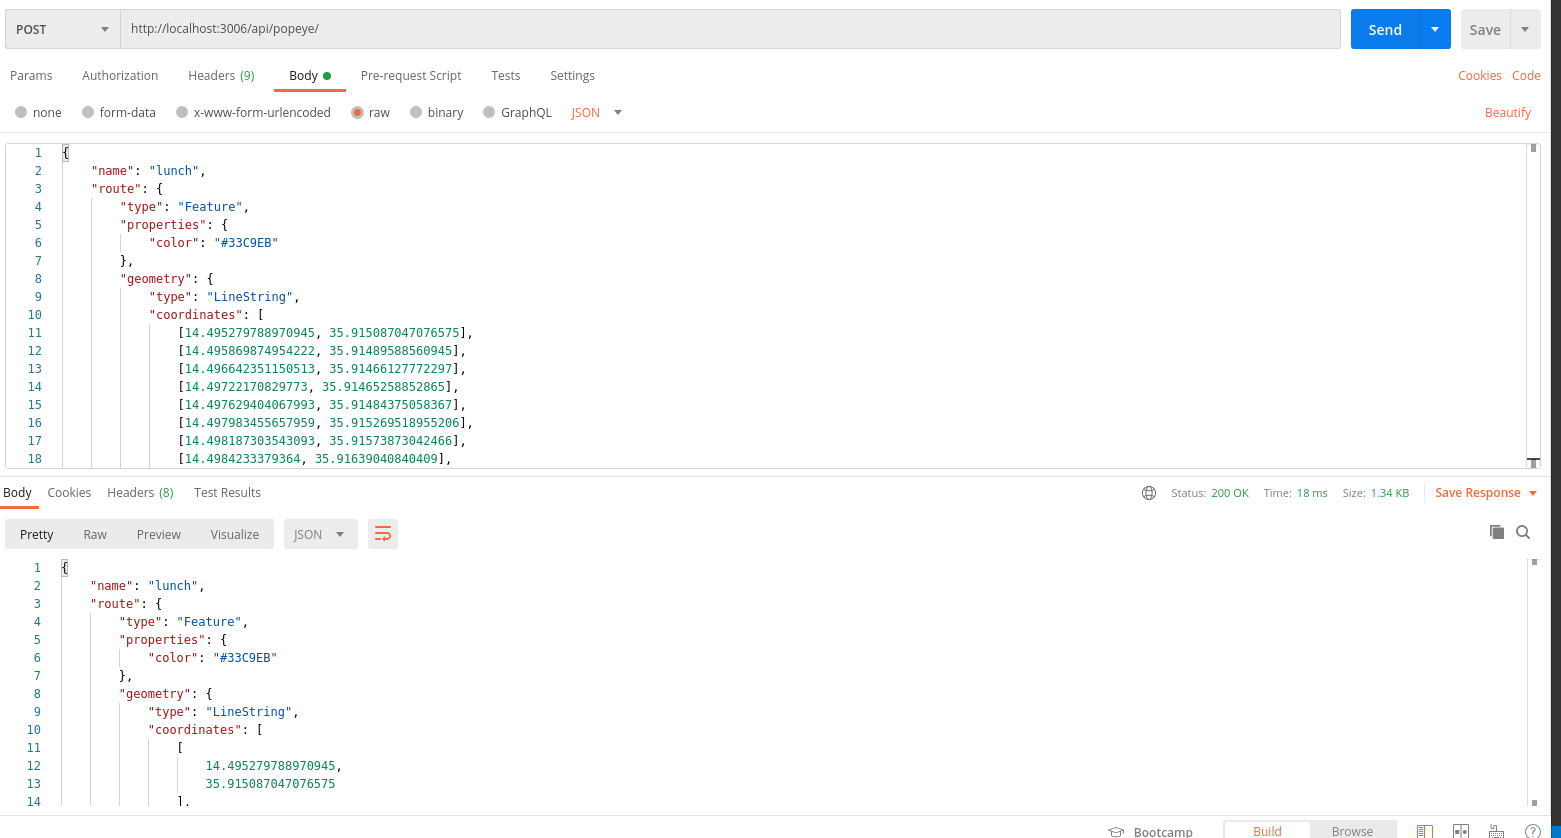 POST http://localhost:3006/api/popeye/ Send Save
Params Authorization Headers (9) Body Pre-request Script Tests Settings Cookies Code
none form-data x-www-form-urlencoded raw binary GraphQL JSON Beautify
1 {
2 "name": "lunch",
3 "route": {
4 "type": "Feature",
5 "properties": {
6 "color": "#33C9EB"
7 },
8 "geometry": {
9 "type": "LineString",
10 "coordinates": [
11 [14.495279788970945, 35.915087047076575],
12 [14.495869874954222, 35.91489588560945],
13 [14.496642351150513, 35.91466127772297],
14 [14.49722170829773, 35.91465258852865],
15 [14.497629404067993, 35.91484375058367],
16 [14.497983455657959, 35.915269518955206],
17 [14.498187303543093, 35.91573873042466],
18 [14.4984233379364, 35.91639040840409],
Body Cookies Headers (8) Test Results Status: 200 OK Time: 18 ms Size: 1.34 KB Save Response
Pretty Raw Preview Visualize JSON
1 {
2 "name": "lunch",
3 "route": {
4 "type": "Feature",
5 "properties": {
6 "color": "#33C9EB"
7 },
8 "geometry": {
9 "type": "LineString",
10 "coordinates": [
11 [
12 14.495279788970945,
13 35.915087047076575
14 ],
Bootcamp Build Browse